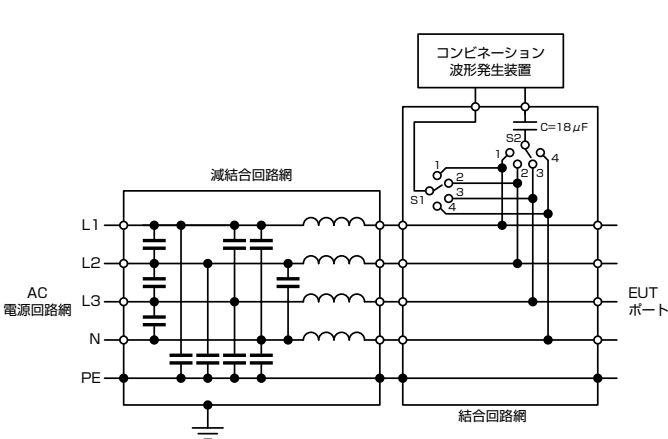 コンビネーション
波形発生装置
C=18μF
S2
1
4
2
3
1
2
3
4
S1
減結合回路網
L1
L2
L3
N
PE
AC
電源回路網
EUT
ポート
結合回路網